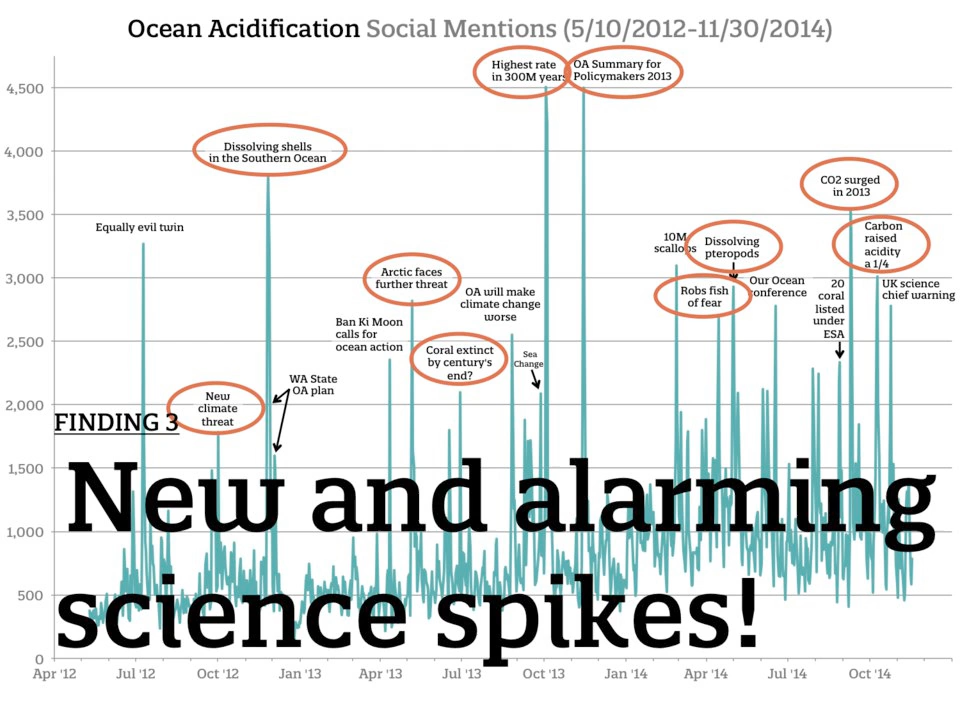 Ocean Acidification Social Mentions (5/10/2012-11/30/2014)
Highest rate
in 300M years
OA Summary for
Policymakers 2013
4,500
4,000
3,500
3,000
2,500
2,000
1,500
1,000
500
0
Dissolving shells
in the Southern Ocean
Equally evil twin
CO2 surged
in 2013
Carbon
raised
acidity
a 1/4
10M
scallops
Dissolving
pteropods
Arctic faces
further threat
OA will make
climate change
worse
Robs fish
of fear
Our Ocean
conference
20
coral
listed
under
ESA
UK science
chief warning
Ban Ki Moon
calls for
ocean action
Coral extinct
by century's
end?
Sea
Change
WA State
OA plan
New
climate
threat
FINDING 3
New and alarming
science spikes!
Apr '12
Jul '12
Oct '12
Jan '13
Apr '13
Jul '13
Oct '13
Jan '14
Apr '14
Jul '14
Oct '14